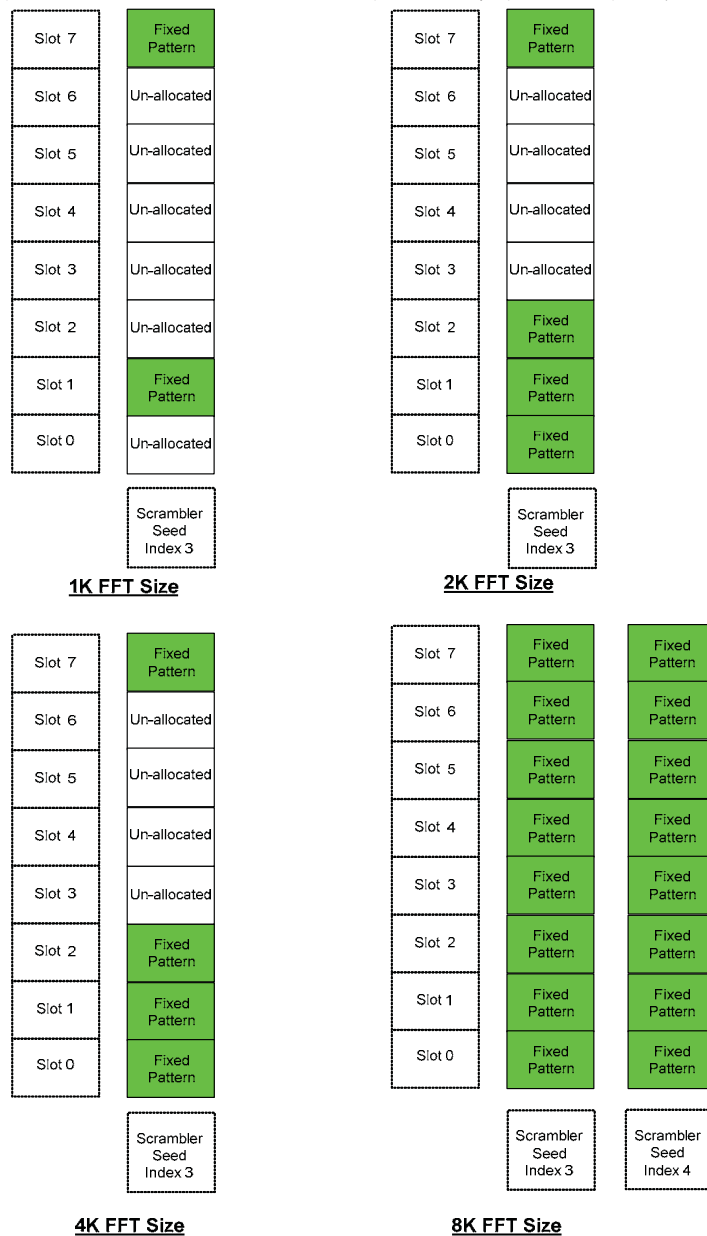 Slot 7
Fixed
Pattern
Slot 6
Un-allocated
Slot 5
Un-allocated
Slot 4
Un-allocated
Slot 3
Un-allocated
Slot 2
Un-allocated
Slot 1
Fixed
Pattern
Slot 0
Un-allocated
Scrambler
Seed
Index 3
1K FFT Size
Slot 7
Fixed
Pattern
Slot 6
Un-allocated
Slot 5
Un-allocated
Slot 4
Un-allocated
Slot 3
Un-allocated
Slot 2
Fixed
Pattern
Slot 1
Fixed
Pattern
Slot 0
Fixed
Pattern
Scrambler
Seed
Index 3
2K FFT Size
Slot 7
Fixed
Pattern
Slot 6
Un-allocated
Slot 5
Un-allocated
Slot 4
Un-allocated
Slot 3
Un-allocated
Slot 2
Fixed
Pattern
Slot 1
Fixed
Pattern
Slot 0
Fixed
Pattern
Scrambler
Seed
Index 3
4K FFT Size
Slot 7
Fixed
Pattern
Fixed
Pattern
Slot 6
Fixed
Pattern
Fixed
Pattern
Slot 5
Fixed
Pattern
Fixed
Pattern
Slot 4
Fixed
Pattern
Fixed
Pattern
Slot 3
Fixed
Pattern
Fixed
Pattern
Slot 2
Fixed
Pattern
Fixed
Pattern
Slot 1
Fixed
Pattern
Fixed
Pattern
Slot 0
Fixed
Pattern
Fixed
Pattern
Scrambler
Seed
Index 3
Scrambler
Seed
Index 4
8K FFT Size